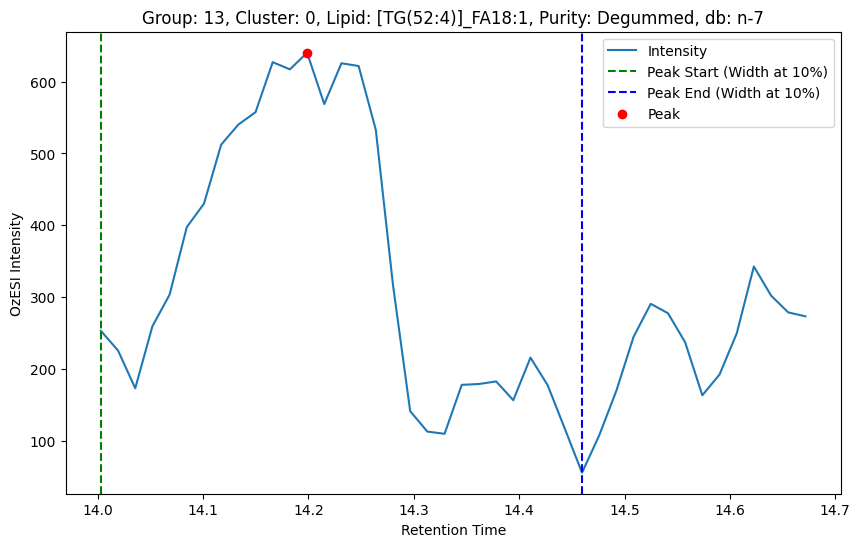 Group: 13, Cluster: 0, Lipid: [TG(52:4)]_FA18:1, Purity: Degummed, db: n-7
Intensity
Peak Start (Width at 10%)
Peak End (Width at 10%)
Peak
OzESI Intensity
600
500
400
300
200
100
14.0 14.1 14.2 14.3 14.4 14.5 14.6 14.7
Retention Time